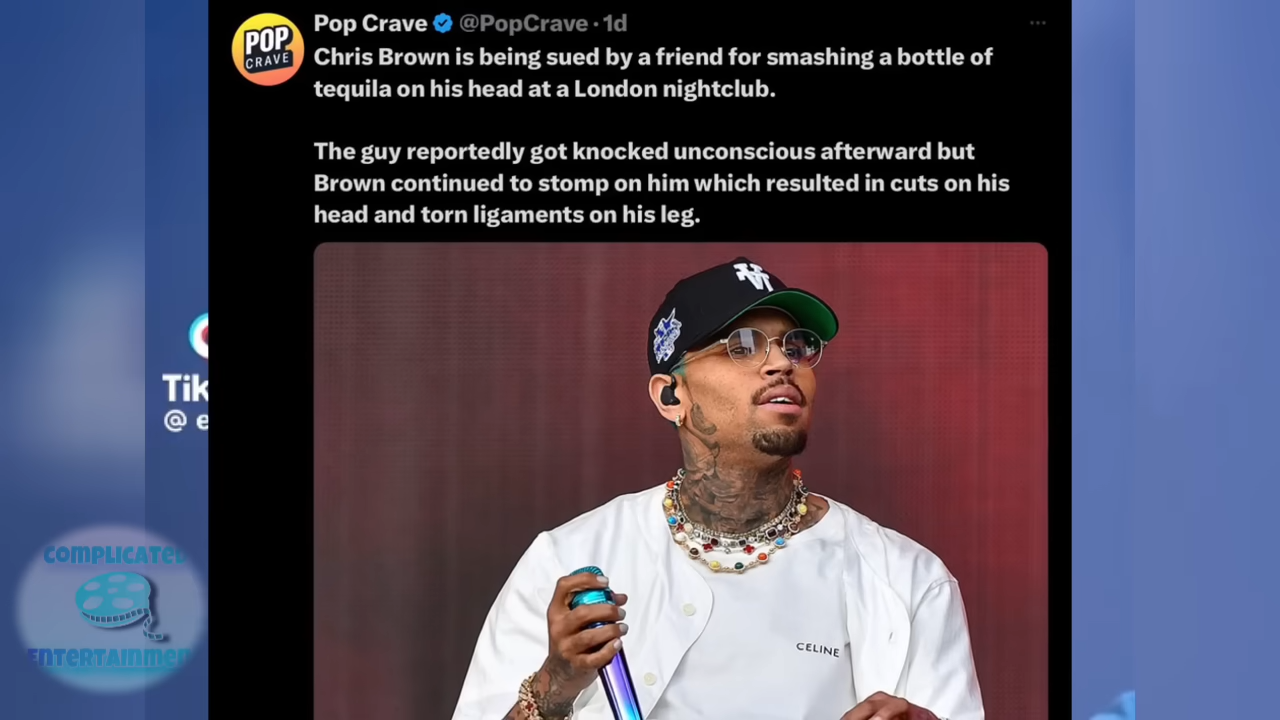 POP
CRAVE
Pop Crave @PopCrave · 1d
Chris Brown is being sued by a friend for smashing a bottle of
tequila on his head at a London nightclub.
The guy reportedly got knocked unconscious afterward but
Brown continued to stomp on him which resulted in cuts on his
head and torn ligaments on his leg.
Tik
@ e
CELINE
COMPLICATED
ENTERTAINMEN